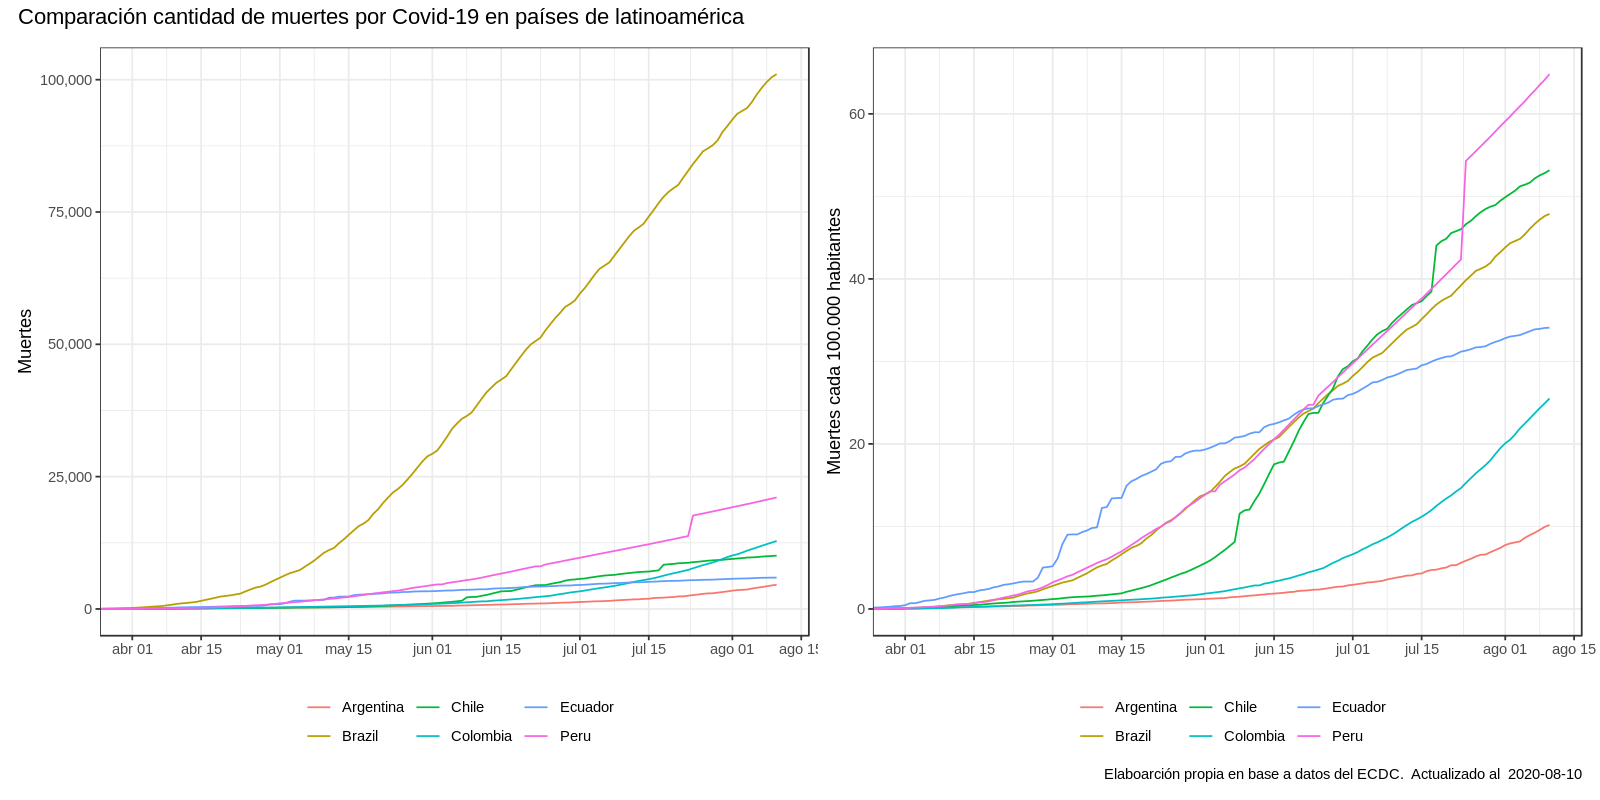 Comparación cantidad de muertes por Covid-19 en países de latinoamérica
Muertes
100,000
75,000
50,000
25,000
0
abr 01 abr 15 may 01 may 15 jun 01 jun 15 jul 01 jul 15 ago 01 ago 15
Argentina Chile Ecuador
Brazil Colombia Peru
Muertes cada 100.000 habitantes
60
40
20
0
abr 01 abr 15 may 01 may 15 jun 01 jun 15 jul 01 jul 15 ago 01 ago 15
Argentina Chile Ecuador
Brazil Colombia Peru
Elaboarción propia en base a datos del ECDC. Actualizado al 2020-08-10